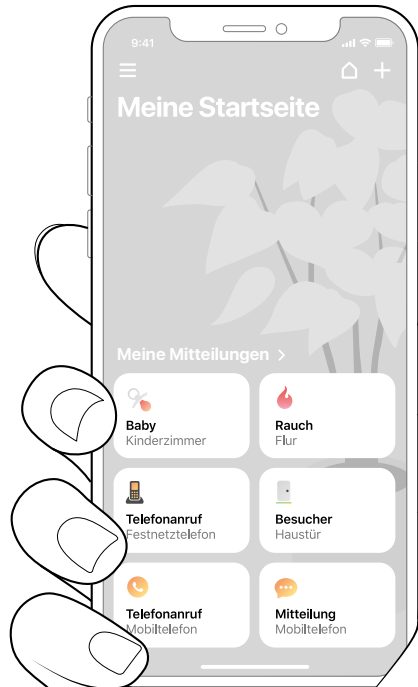 9:41
Meine Startseite
Meine Mitteilungen >
Baby
Kinderzimmer
Rauch
Flur
Telefonanruf
Festnetztelefon
Besucher
Haustür
Telefonanruf
Mobiltelefon
Mitteilung
Mobiltelefon